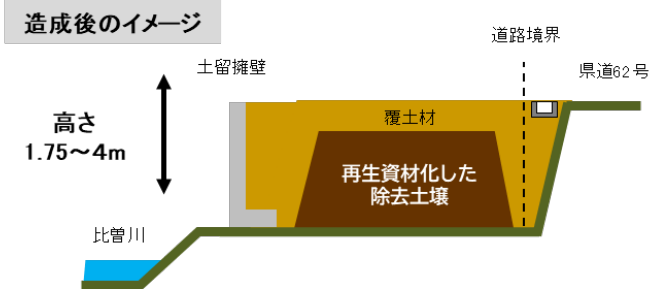 造成後のイメージ
道路境界
土留擁壁
県道62号
高さ
1.75～4m
覆土材
再生資材化した
除去土壌
比曽川